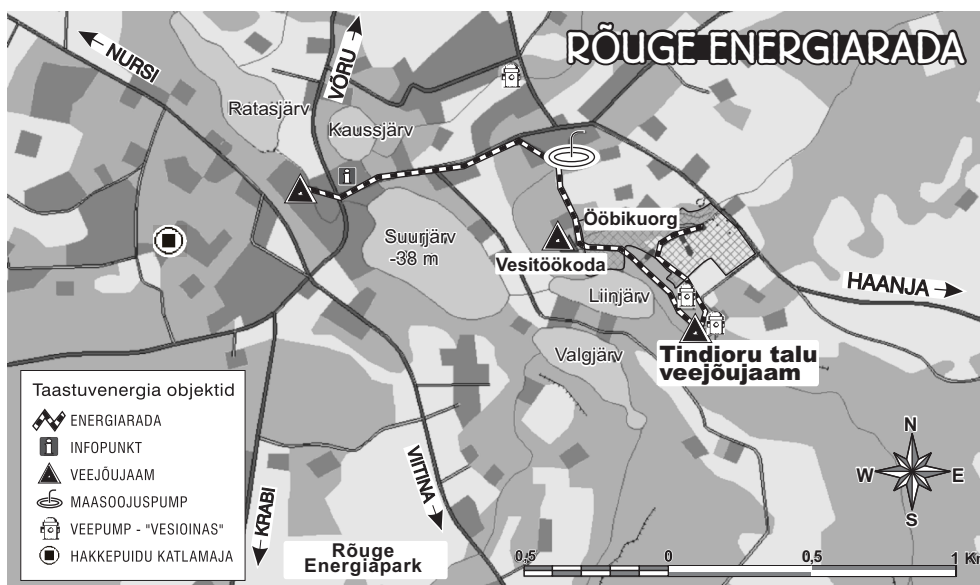 RÕUGE ENERGIARADA
NURSI
VÕRU
Ratasjärv
Kaussjärv
i
Ööbikuorg
Suurjärv
-38 m
Vesitöökoda
HAANJA
Liinjärv
Valgjärv
Tindioru talu
veejõujaam
Taastuvenergia objektid
ENERGIARADA
i INFOPUNKT
VEEJÕUJAAM
MAASOOJUSPUMP
VEEPUMP - "VESIOINAS"
HAKKEPUIDU KATLAMAJA
KRABI
VIITINA
Rõuge
Energiapark
N
W E
S
0,5 0 0,5 1 Km